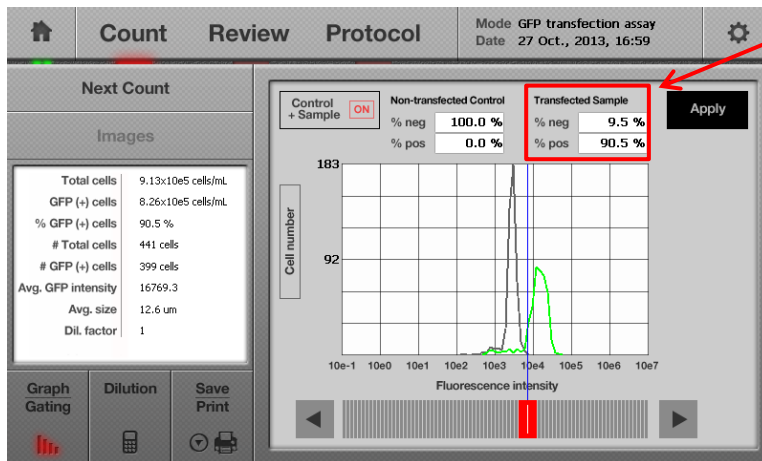 Count Review Protocol
Mode GFP transfection assay
Date 27 Oct., 2013, 16:59
Next Count
Images
Total cells 9.13x10e5 cells/mL
GFP (+) cells 8.26x10e5 cells/mL
% GFP (+) cells 90.5 %
# Total cells 441 cells
# GFP (+) cells 399 cells
Avg. GFP intensity 16769.3
Avg. size 12.6 um
Dil. factor 1
Graph
Gating
Dilution
Save
Print
Control
+ Sample
ON
Non-transfected Control
% neg 100.0 %
% pos 0.0 %
Transfected Sample
% neg 9.5 %
% pos 90.5 %
Apply
183
92
Cell number
10e-1 10e0 10e1 10e2 10e3 10e4 10e5 10e6 10e7
Fluorescence intensity